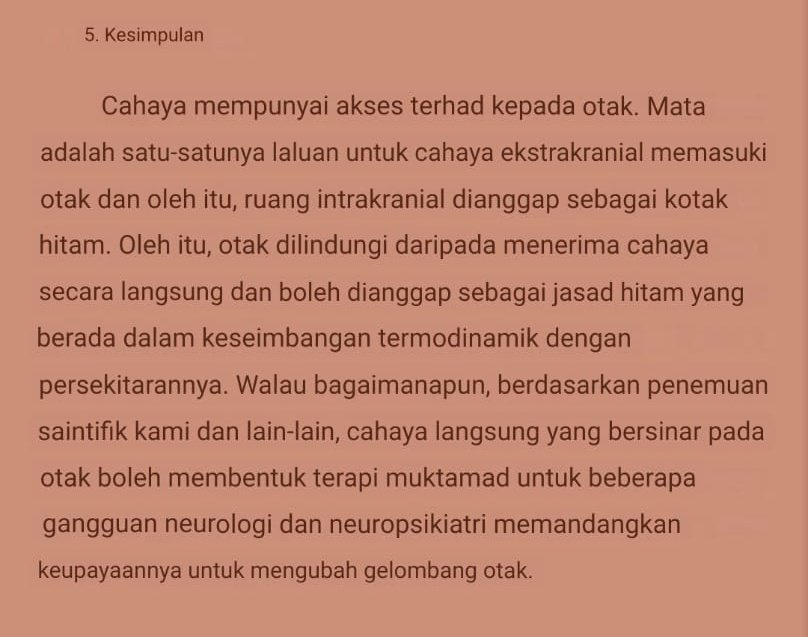 5. Kesimpulan
Cahaya mempunyai akses terhad kepada otak. Mata
adalah satu-satunya laluan untuk cahaya ekstrakranial memasuki
otak dan oleh itu, ruang intrakranial dianggap sebagai kotak
hitam. Oleh itu, otak dilindungi daripada menerima cahaya
secara langsung dan boleh dianggap sebagai jasad hitam yang
berada dalam keseimbangan termodinamik dengan
persekitarannya. Walau bagaimanapun, berdasarkan penemuan
saintifik kami dan lain-lain, cahaya langsung yang bersinar pada
otak boleh membentuk terapi muktamad untuk beberapa
gangguan neurologi dan neuropsikiatri memandangkan
keupayaannya untuk mengubah gelombang otak.